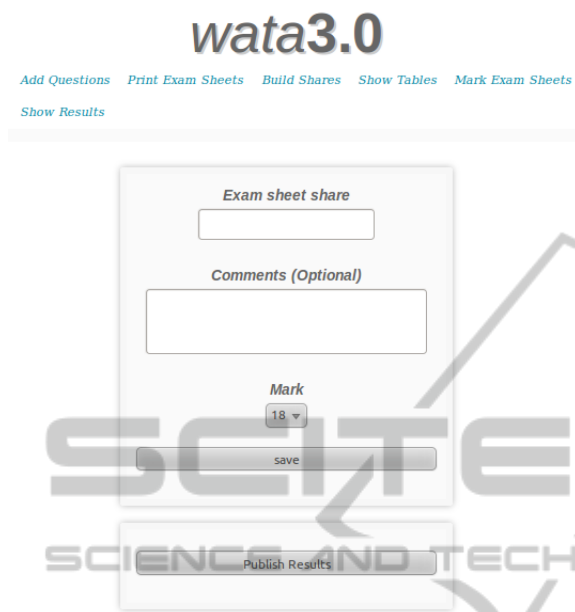 wata3.0
Add Questions Print Exam Sheets Build Shares Show Tables Mark Exam Sheets
Show Results
Exam sheet share
Comments (Optional)
Mark
18
SCITE
save
SCIENCE AND TECH
Publish Results